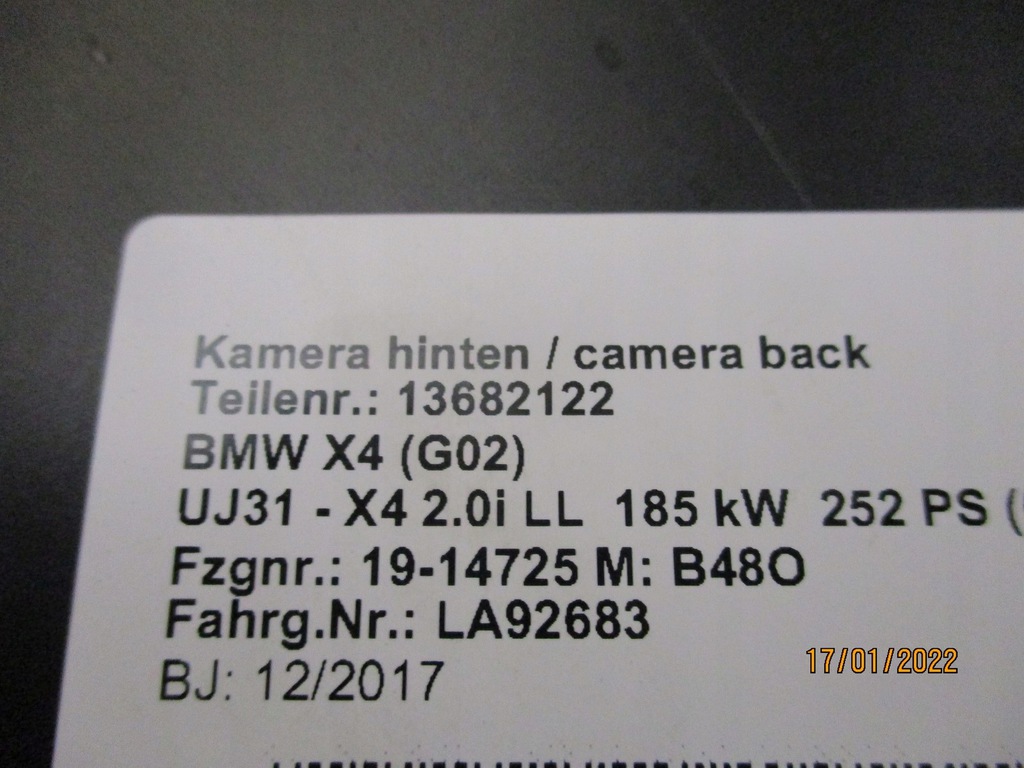 Kamera hinten / camera back
Teilenr.: 13682122
BMW X4 (G02)
UJ31 - X4 2.0i LL 185 kW 252 PS (
Fzgnr.: 19-14725 M: B48O
Fahrg.Nr.: LA92683
BJ: 12/2017
17/01/2022